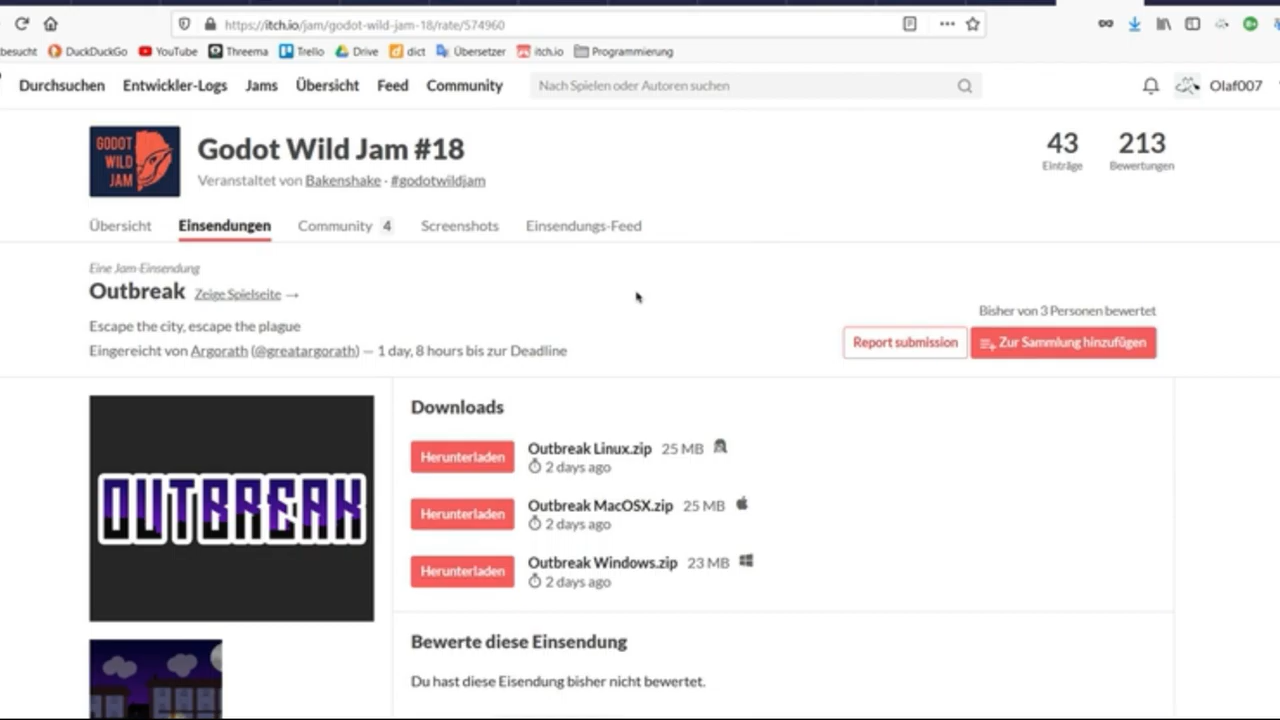 https://itch.io/jam/godot-wild-jam-18/rate/574960
besucht DuckDuckGo YouTube Threema Trello Drive dict Übersetzer itch.io Programmierung
Durchsuchen Entwickler-Logs Jams Übersicht Feed Community Nach Spielen oder Autoren suchen Olaf007
GODOT
WILD
JAM
Godot Wild Jam #18
Veranstaltet von Bakenshake · #godotwildjam
43 213
Einträge Bewertungen
Übersicht Einsendungen Community 4 Screenshots Einsendungs-Feed
Eine Jam-Einsendung
Outbreak Zeige Spielseite →
Escape the city, escape the plague
Eingereicht von Argorath (@greatargorath) — 1 day, 8 hours bis zur Deadline
Bisher von 3 Personen bewertet
Report submission Zur Sammlung hinzufügen
OUTBREAK
Downloads
Herunterladen Outbreak Linux.zip 25 MB
2 days ago
Herunterladen Outbreak MacOSX.zip 25 MB
2 days ago
Herunterladen Outbreak Windows.zip 23 MB
2 days ago
Bewerte diese Einsendung
Du hast diese Eisendung bisher nicht bewertet.